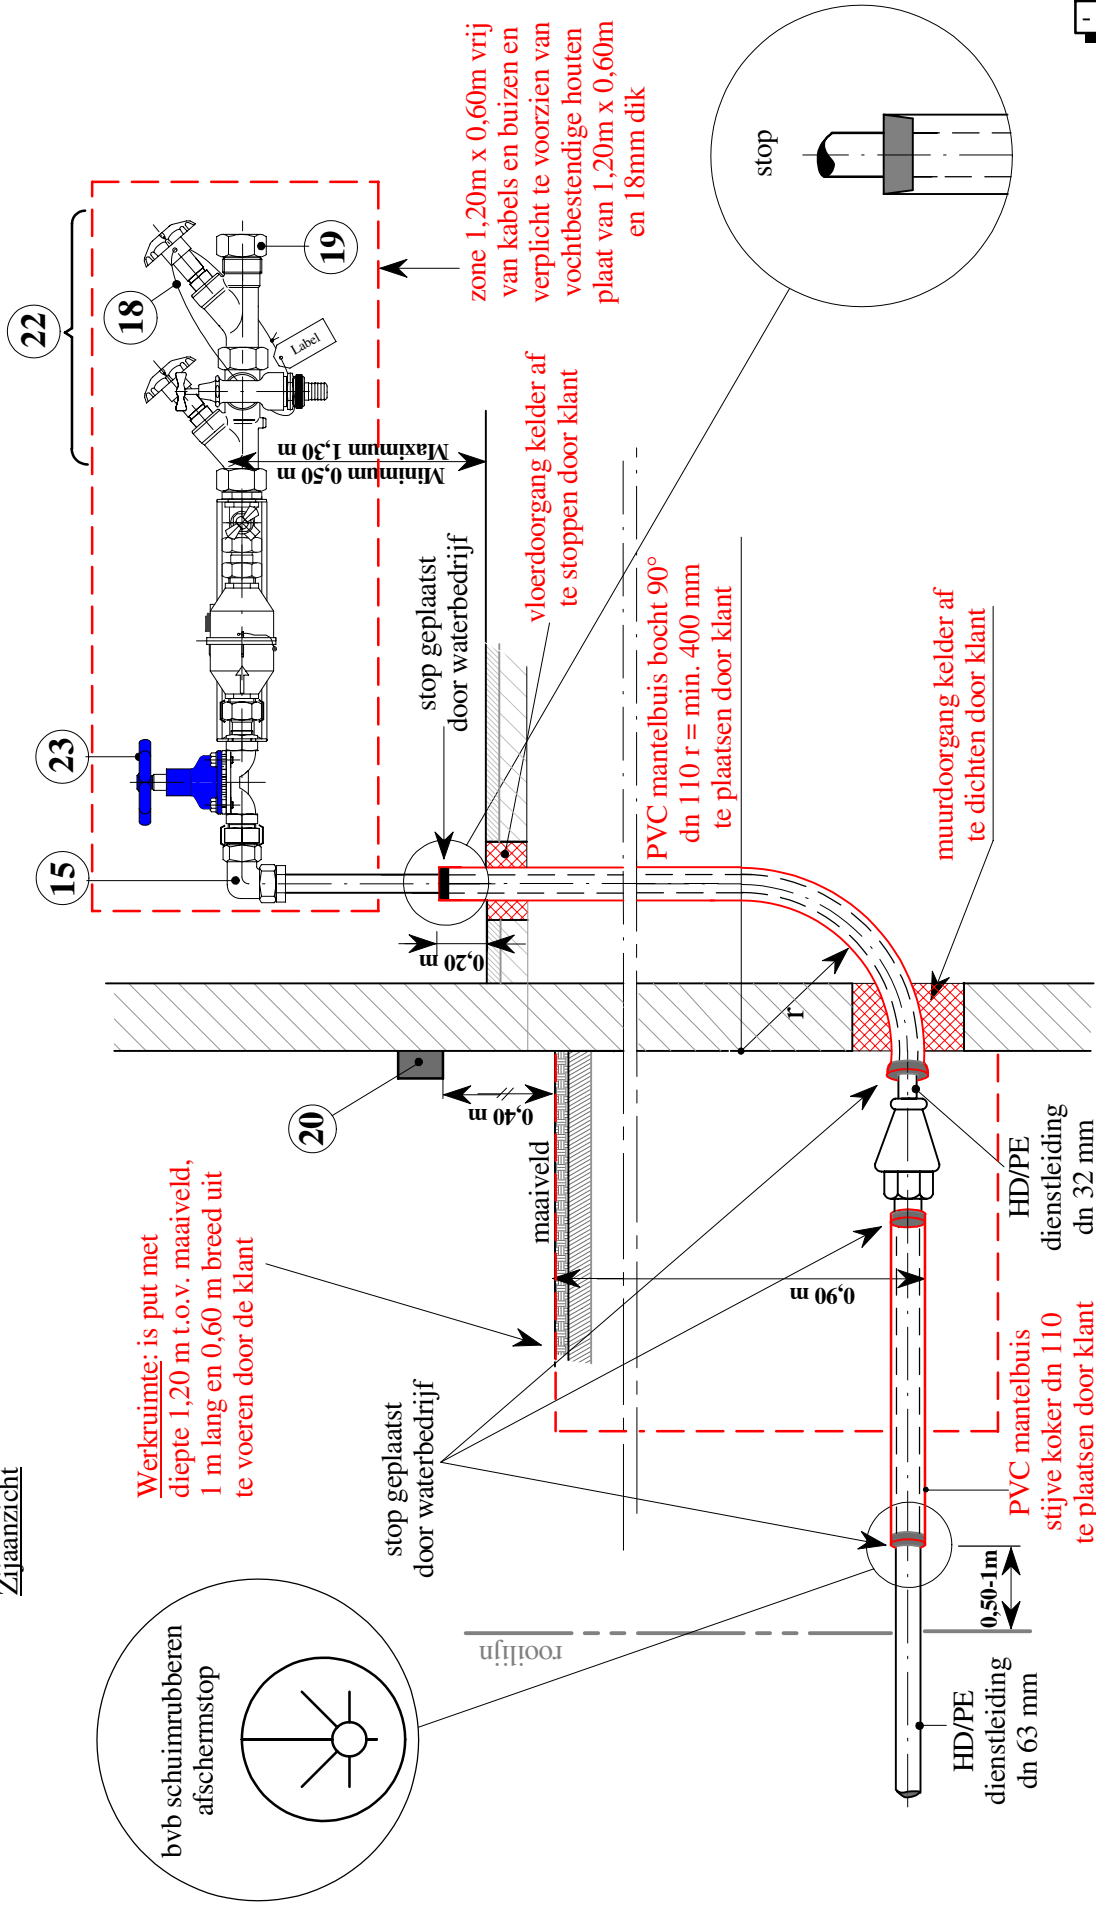 Zijaanzicht
bvb schuimrubberen
afschermstop
Werkruimte: is put met
diepte 1,20 m t.o.v. maaiveld,
1 m lang en 0,60 m breed uit
te voeren door de klant
stop geplaatst
door waterbedrijf
rooilijn
HD/PE
dienstleiding
dn 63 mm
0,50-1m
PVC mantelbuis
stijve koker dn 110
te plaatsen door klant
HD/PE
dienstleiding
dn 32 mm
maaiveld
0,90 m
0,40 m
20
r
0,20 m
15
23
22
18
19
Label
Minimum 0,50 m
Maximum 1,30 m
stop geplaatst
door waterbedrijf
vloerdoorgang kelder af
te stoppen door klant
PVC mantelbuis bocht 90°
dn 110 r = min. 400 mm
te plaatsen door klant
muurdoorgang kelder af
te dichten door klant
zone 1,20m x 0,60m vrij
van kabels en buizen en
verplicht te voorzien van
vochtbestendige houten
plaat van 1,20m x 0,60m
en 18mm dik
stop
-